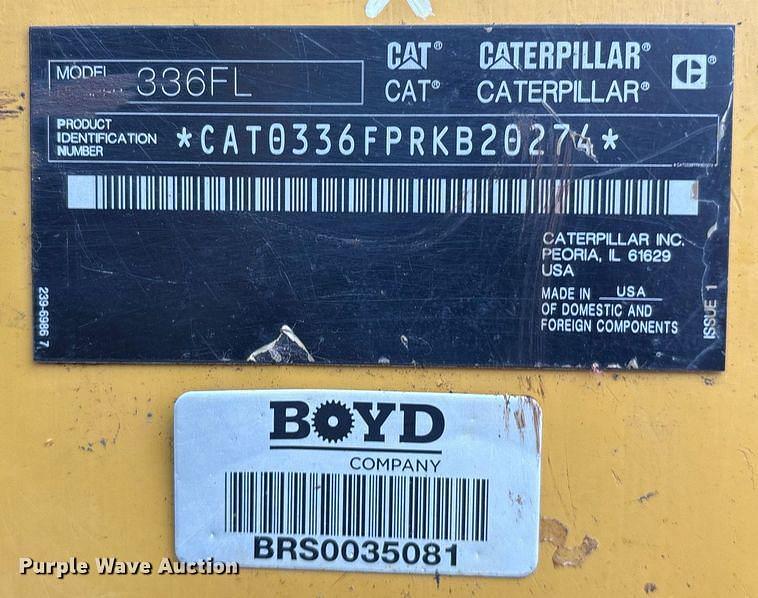 CAT® CATERPILLAR®
CAT® CATERPILLAR®
MODEL 336FL
PRODUCT IDENTIFICATION NUMBER
*CAT0336FPRKB20274*
CATERPILLAR INC.
PEORIA, IL 61629
USA
MADE IN USA
OF DOMESTIC AND
FOREIGN COMPONENTS
ISSUE 1
239-6986 7
BOYD
COMPANY
BRS0035081
Purple Wave Auction